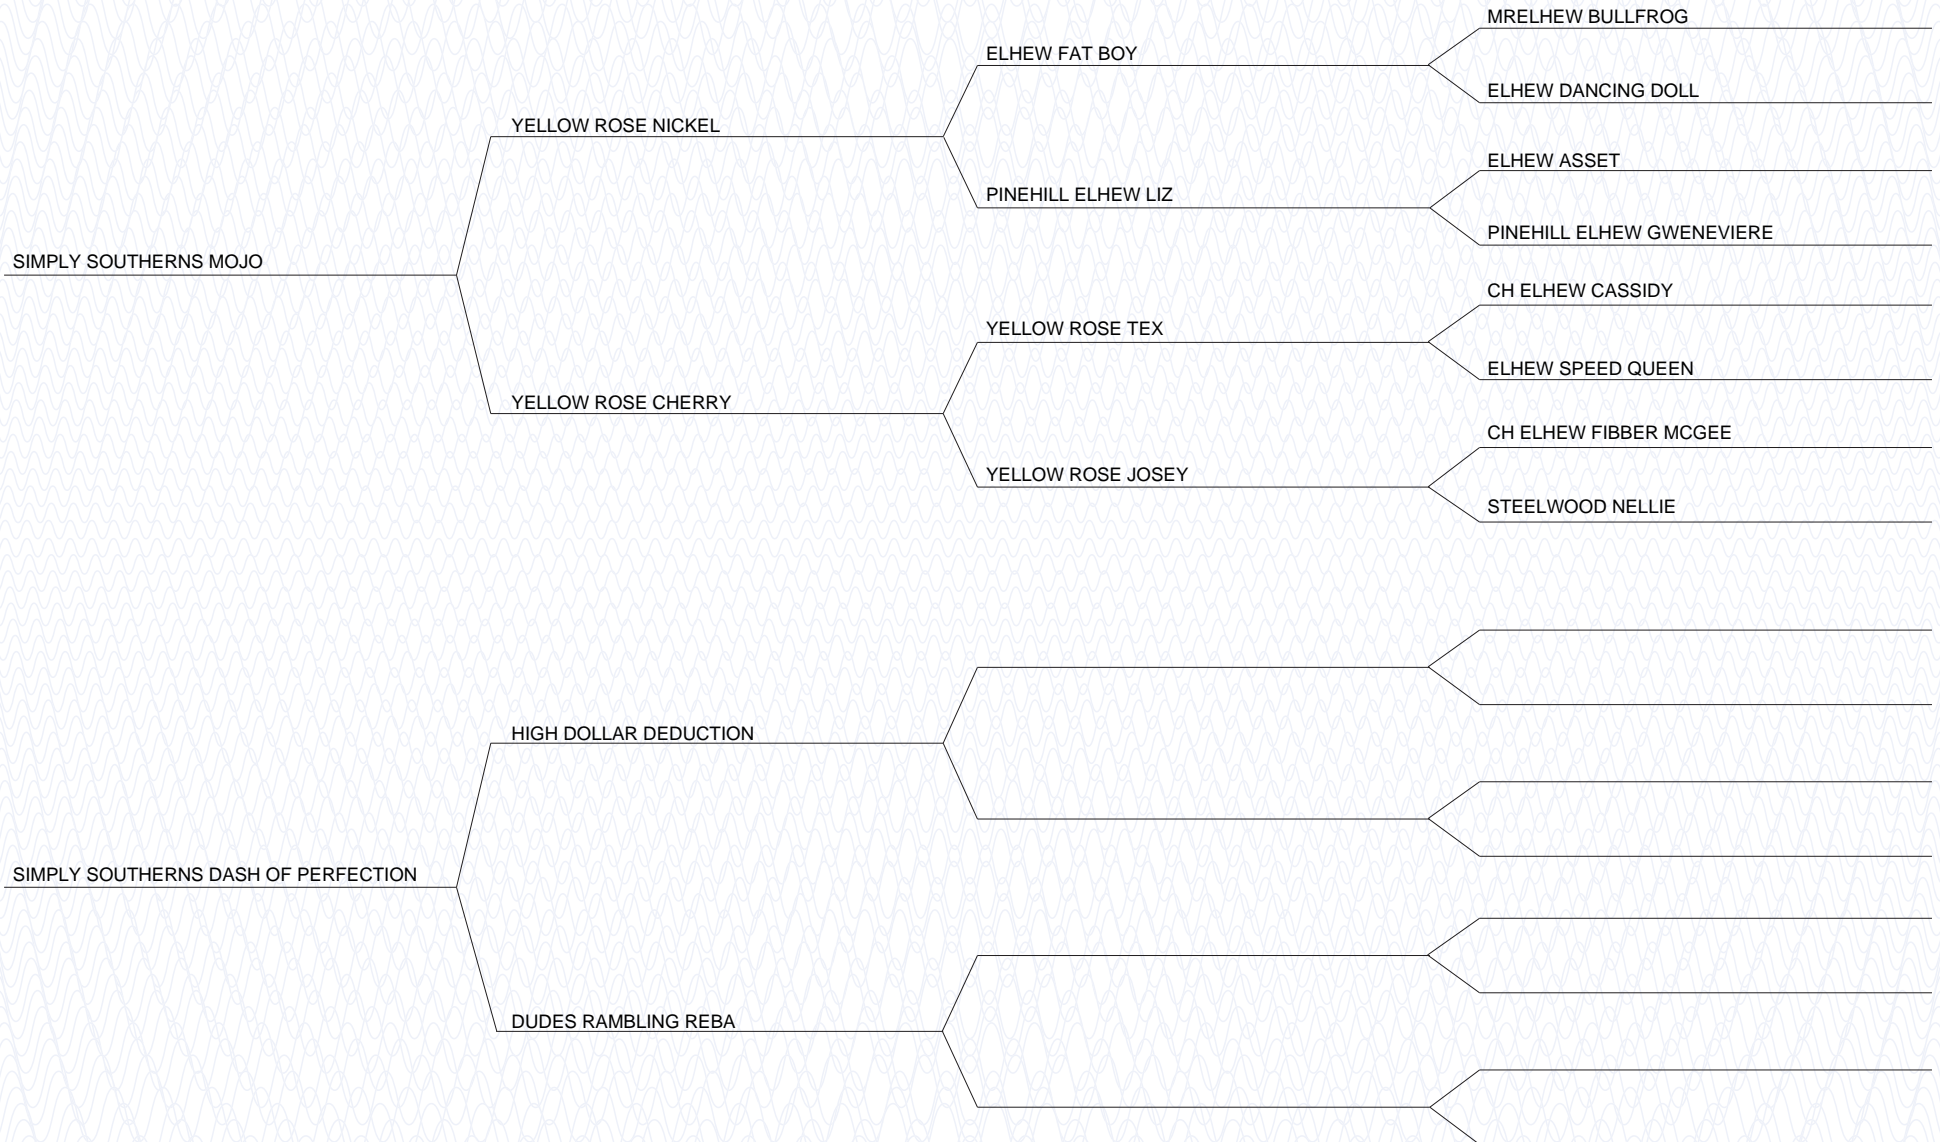 MRELHEW BULLFROG
ELHEW FAT BOY
ELHEW DANCING DOLL
YELLOW ROSE NICKEL
ELHEW ASSET
PINEHILL ELHEW LIZ
PINEHILL ELHEW GWENEVIERE
SIMPLY SOUTHERNS MOJO
CH ELHEW CASSIDY
YELLOW ROSE TEX
ELHEW SPEED QUEEN
YELLOW ROSE CHERRY
CH ELHEW FIBBER MCGEE
YELLOW ROSE JOSEY
STEELWOOD NELLIE
HIGH DOLLAR DEDUCTION
SIMPLY SOUTHERNS DASH OF PERFECTION
DUDES RAMBLING REBA